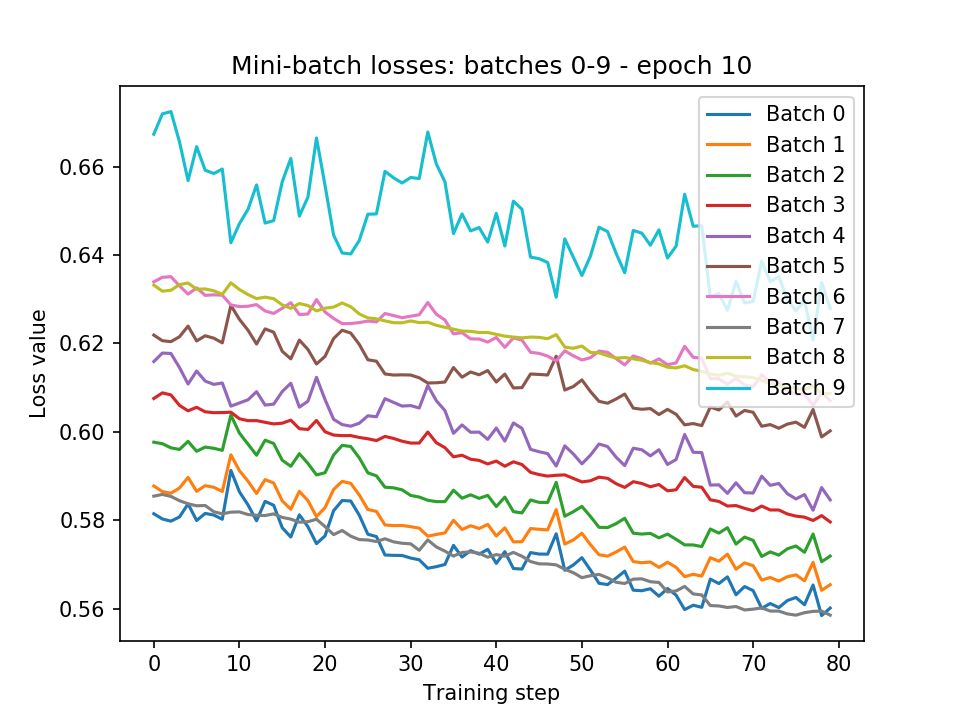 Mini-batch losses: batches 0-9 - epoch 10
Batch 0
Batch 1
Batch 2
Batch 3
Batch 4
Batch 5
Batch 6
Batch 7
Batch 8
Batch 9
0.66
0.64
0.62
0.60
0.58
0.56
Loss value
0 10 20 30 40 50 60 70 80
Training step